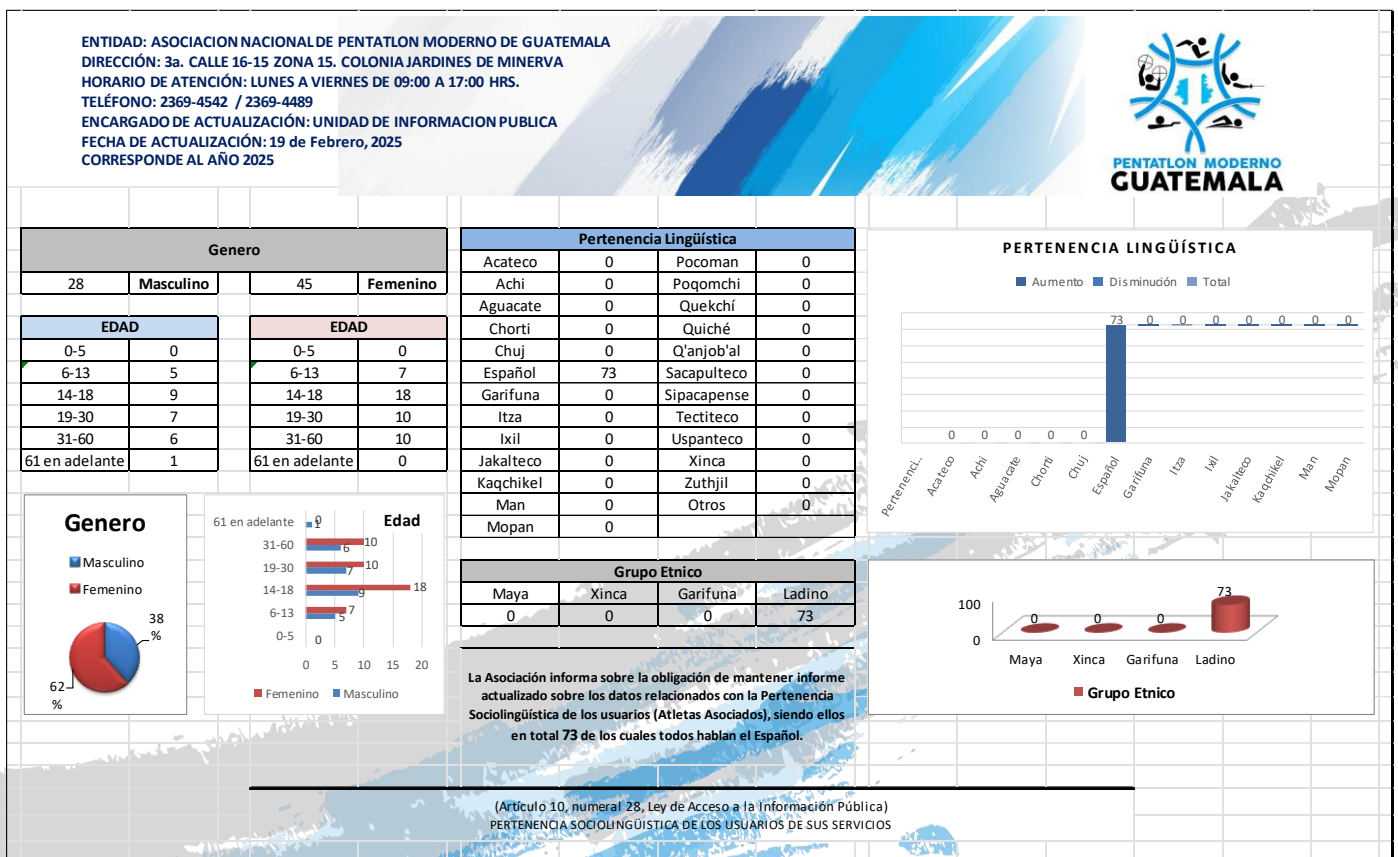 ENTIDAD: ASOCIACION NACIONAL DE PENTATLON MODERNO DE GUATEMALA
DIRECCIÓN: 3a. CALLE 16-15 ZONA 15. COLONIA JARDINES DE MINERVA
HORARIO DE ATENCIÓN: LUNES A VIERNES DE 09:00 A 17:00 HRS.
TELÉFONO: 2369-4542 / 2369-4489
ENCARGADO DE ACTUALIZACIÓN: UNIDAD DE INFORMACION PUBLICA
FECHA DE ACTUALIZACIÓN: 19 de Febrero, 2025
CORRESPONDE AL AÑO 2025
PENTATLON MODERNO
GUATEMALA
Genero
28 Masculino 45 Femenino
EDAD EDAD
0-5 0 0-5 0
6-13 5 6-13 7
14-18 9 14-18 18
19-30 7 19-30 10
31-60 6 31-60 10
61 en adelante 1 61 en adelante 0
Pertenencia Lingüística
Acateco 0 Pocoman 0
Achi 0 Poqomchi 0
Aguacate 0 Quekchí 0
Chorti 0 Quiché 0
Chuj 0 Q'anjob'al 0
Español 73 Sacapulteco 0
Garifuna 0 Sipacapense 0
Itza 0 Tectiteco 0
Ixil 0 Uspanteco 0
Jakalteco 0 Xinca 0
Kaqchikel 0 Zuthjil 0
Man 0 Otros 0
Mopan 0
PERTENENCIA LINGÜÍSTICA
Aumento Disminución Total
73 0 0 0 0 0 0 0
0 0 0 0 0
Pertenenci... Acateco Achi Aguacate Chorti Chuj Español Garifuna Itza Ixil Jakalteco Kaqchikel Man Mopan
Genero
Masculino
Femenino
38
%
62
%
Edad
61 en adelante 0 1
31-60 10 6
19-30 10 7
14-18 18 9
6-13 7 5
0-5 0
0 5 10 15 20
Femenino Masculino
Grupo Etnico
Maya Xinca Garifuna Ladino
0 0 0 73
100
0
0 0 0 73
Maya Xinca Garifuna Ladino
Grupo Etnico
La Asociación informa sobre la obligación de mantener informe
actualizado sobre los datos relacionados con la Pertenencia
Sociolingüística de los usuarios (Atletas Asociados), siendo ellos
en total 73 de los cuales todos hablan el Español.
(Artículo 10, numeral 28, Ley de Acceso a la Información Pública)
PERTENENCIA SOCIOLINGÜISTICA DE LOS USUARIOS DE SUS SERVICIOS